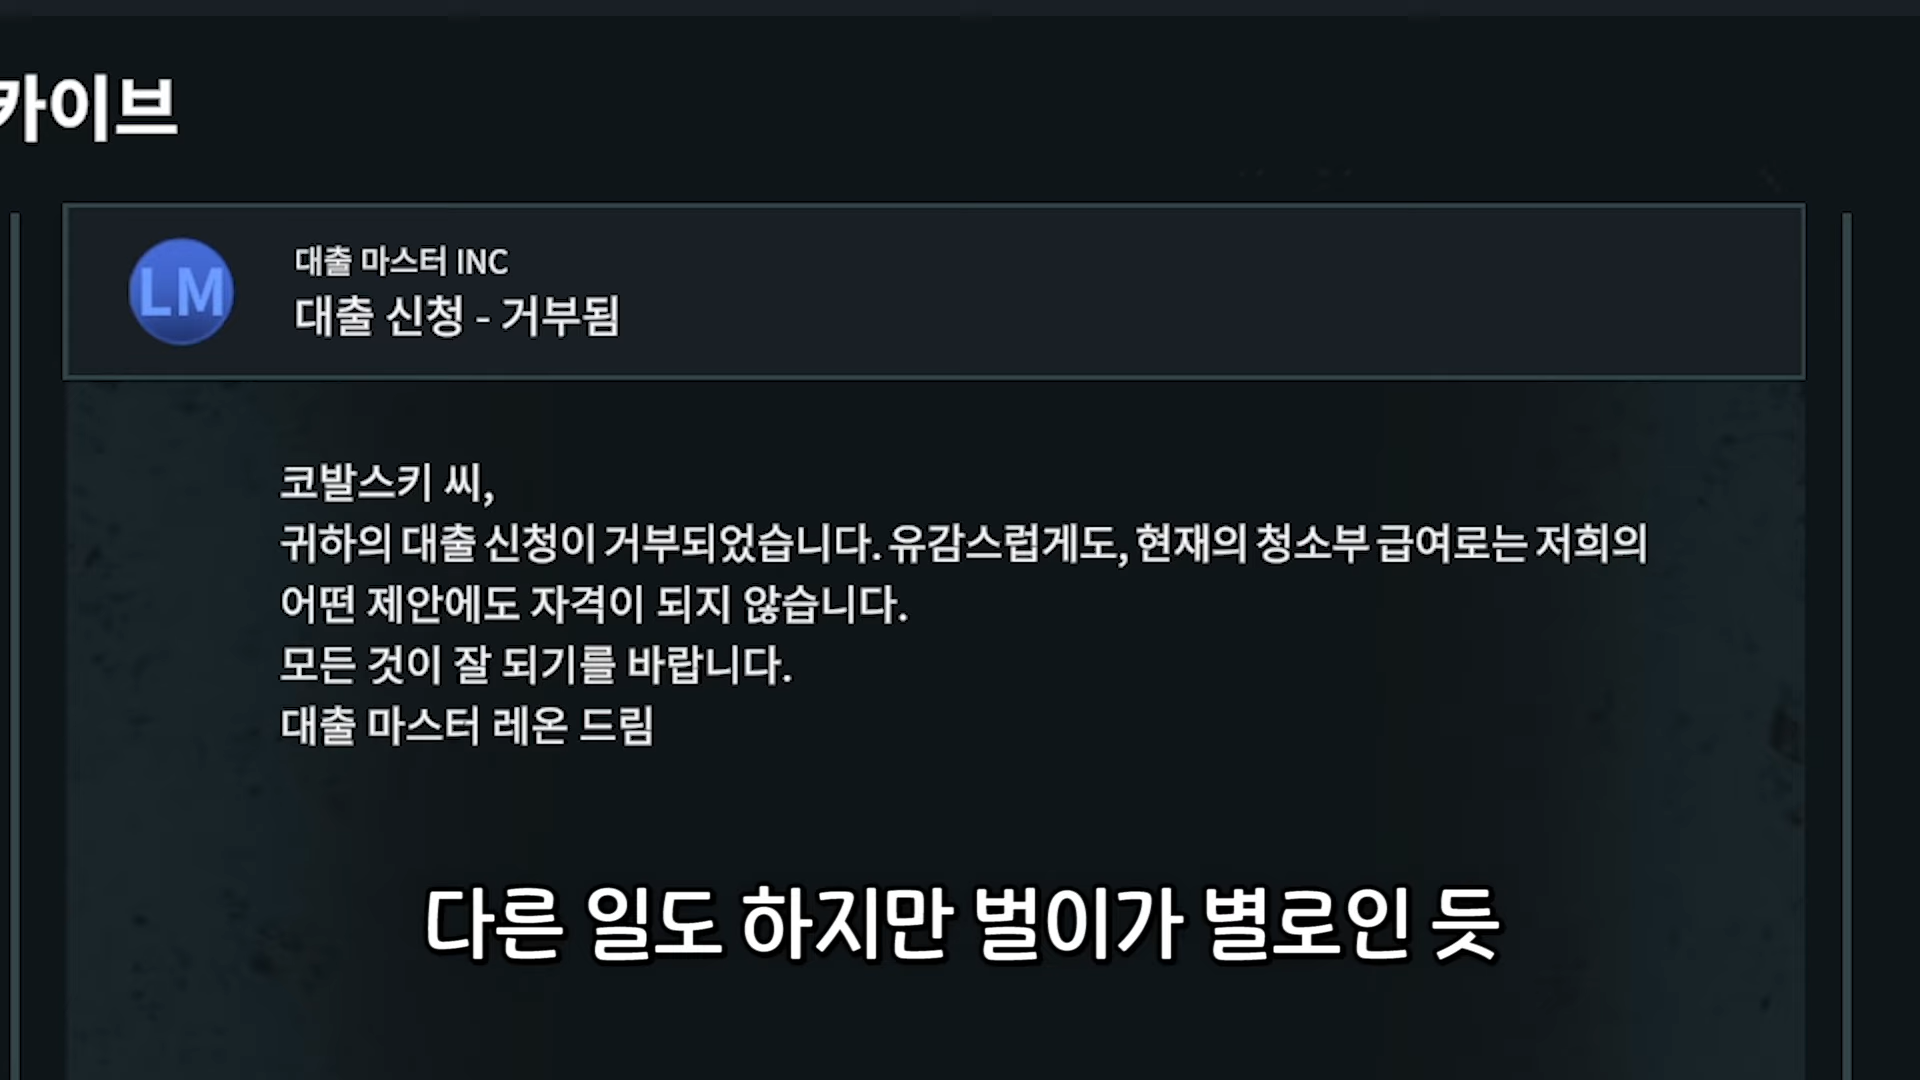 카이브
LM
대출 마스터 INC
대출 신청 - 거부됨
코발스키 씨,
귀하의 대출 신청이 거부되었습니다. 유감스럽게도, 현재의 청소부 급여로는 저희의
어떤 제안에도 자격이 되지 않습니다.
모든 것이 잘 되기를 바랍니다.
대출 마스터 레온 드림
다른 일도 하지만 벌이가 별로인 듯